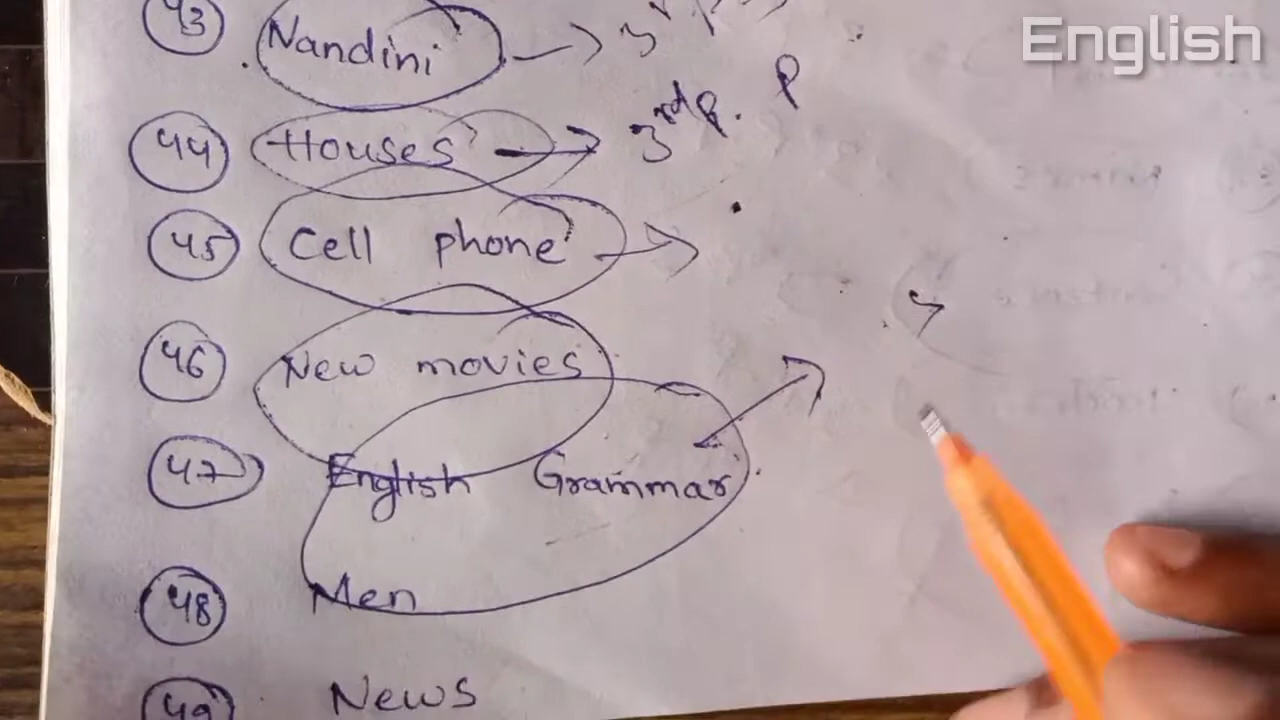 English
43 Nandini → 3
44 Houses → 3rd P. P
45 Cell phone →
46 New movies
47 English Grammar
48 Men
49 News